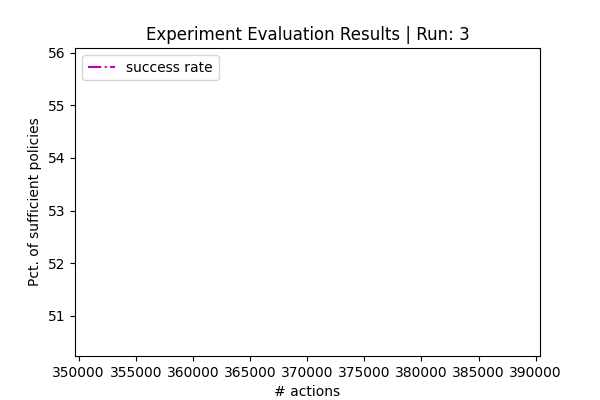 Experiment Evaluation Results | Run: 3
success rate
Pct. of sufficient policies
56
55
54
53
52
51
350000 355000 360000 365000 370000 375000 380000 385000 390000
# actions